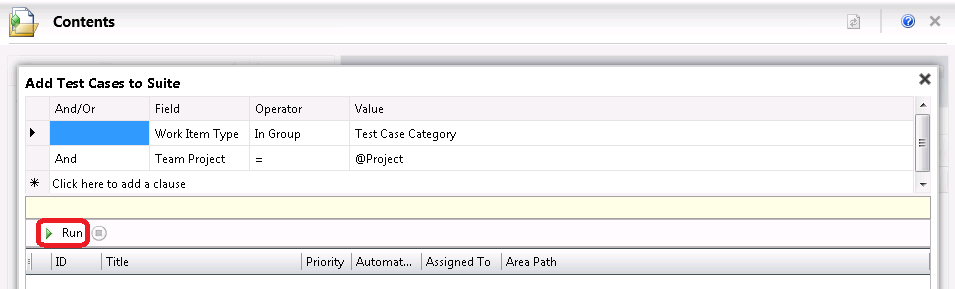 Contents
Add Test Cases to Suite
And/Or Field Operator Value
Work Item Type In Group Test Case Category
And Team Project = @Project
Click here to add a clause
Run
ID Title Priority Automat... Assigned To Area Path